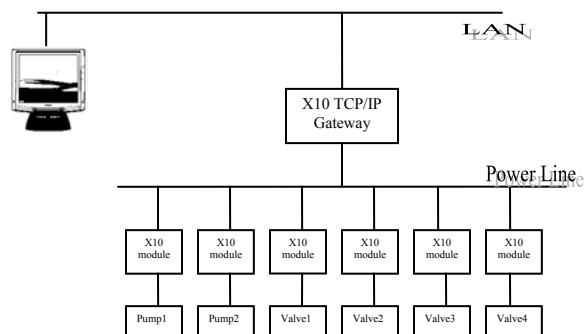 LAN
X10 TCP/IP
Gateway
Power Line
X10
module
X10
module
X10
module
X10
module
X10
module
X10
module
Pump1
Pump2
Valve1
Valve2
Valve3
Valve4